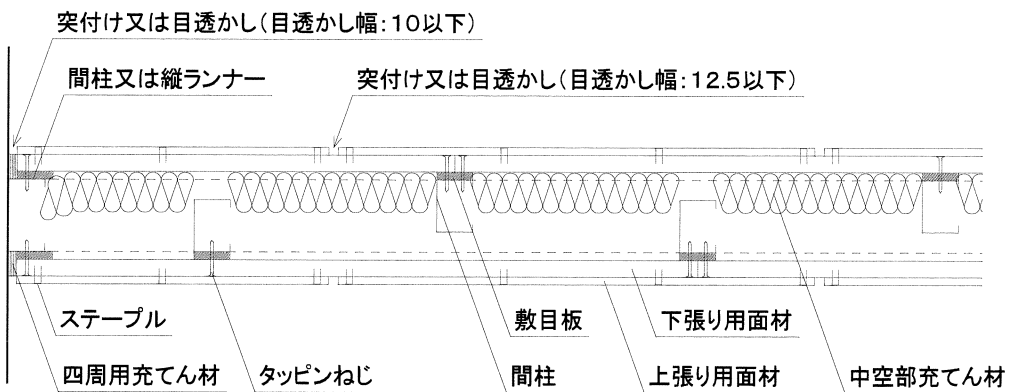 突付け又は目透かし(目透かし幅:10以下)
間柱又は縦ランナー
突付け又は目透かし(目透かし幅:12.5以下)
ステープル
敷目板
下張り用面材
四周用充てん材
タッピンねじ
間柱
上張り用面材
中空部充てん材